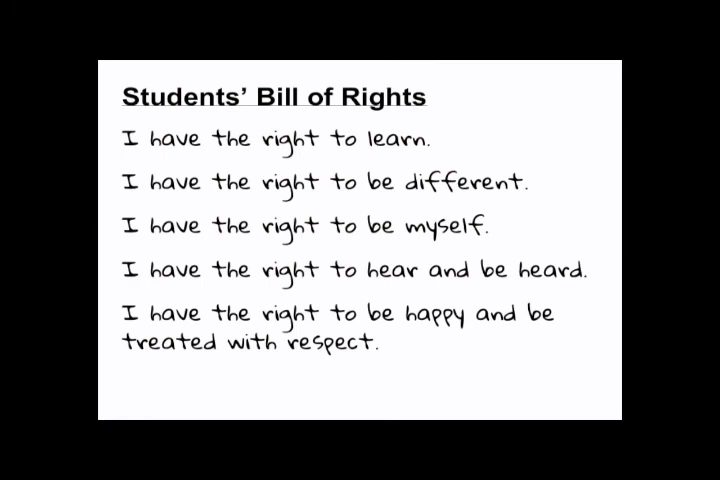 Students’ Bill of Rights
I have the right to learn.
I have the right to be different.
I have the right to be myself.
I have the right to hear and be heard.
I have the right to be happy and be
treated with respect.